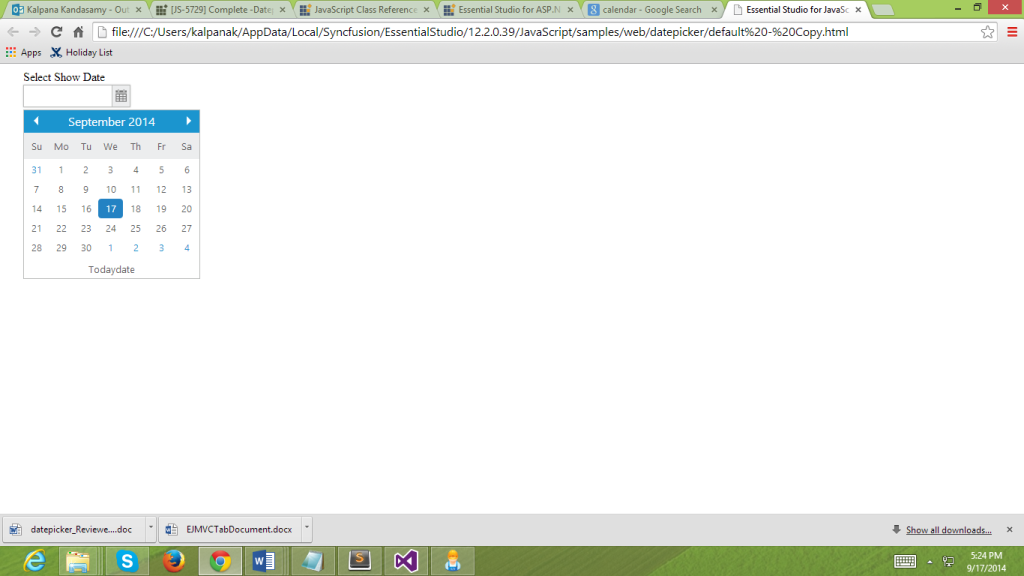 Kalpana Kandasamy - Out
[JS-5729] Complete -Date
JavaScript Class Reference
Essential Studio for ASP.N
calendar - Google Search
Essential Studio for JavaSc
file:///C:/Users/kalpanak/AppData/Local/Syncfusion/EssentialStudio/12.2.0.39/JavaScript/samples/web/datepicker/default%20-%20Copy.html
Apps Holiday List
Select Show Date
September 2014
Su Mo Tu We Th Fr Sa
31 1 2 3 4 5 6
7 8 9 10 11 12 13
14 15 16 17 18 19 20
21 22 23 24 25 26 27
28 29 30 1 2 3 4
Todaydate
datepicker_Reviewe....doc
EJMVCTabDocument.docx
Show all downloads...
5:24 PM
9/17/2014